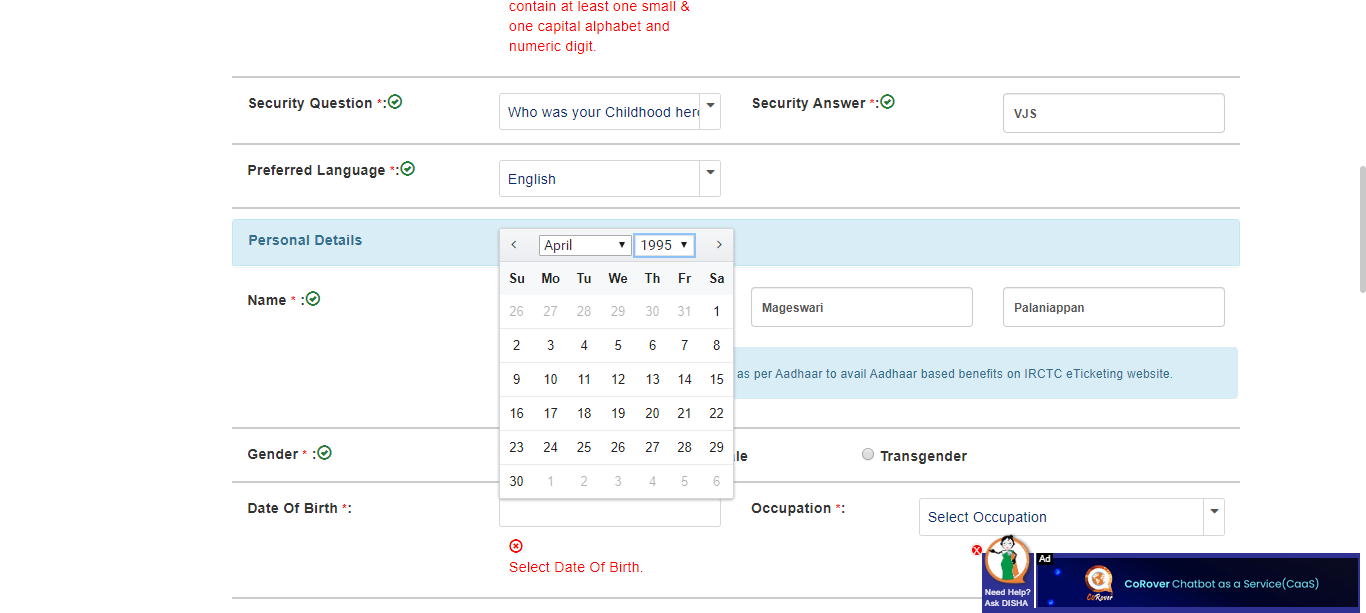 contain at least one small &
one capital alphabet and
numeric digit.
Security Question *:
Who was your Childhood her
Security Answer *:
VJS
Preferred Language *:
English
Personal Details
April
1995
Su Mo Tu We Th Fr Sa
26 27 28 29 30 31 1
2 3 4 5 6 7 8
9 10 11 12 13 14 15
16 17 18 19 20 21 22
23 24 25 26 27 28 29
30 1 2 3 4 5 6
Name * :
Mageswari
Palaniappan
as per Aadhaar to avail Aadhaar based benefits on IRCTC eTicketing website.
Gender * :
le
Transgender
Date Of Birth *:
Select Date Of Birth.
Occupation *:
Select Occupation
Need Help?
Ask DISHA
Ad
CoRover
CoRover Chatbot as a Service(CaaS)